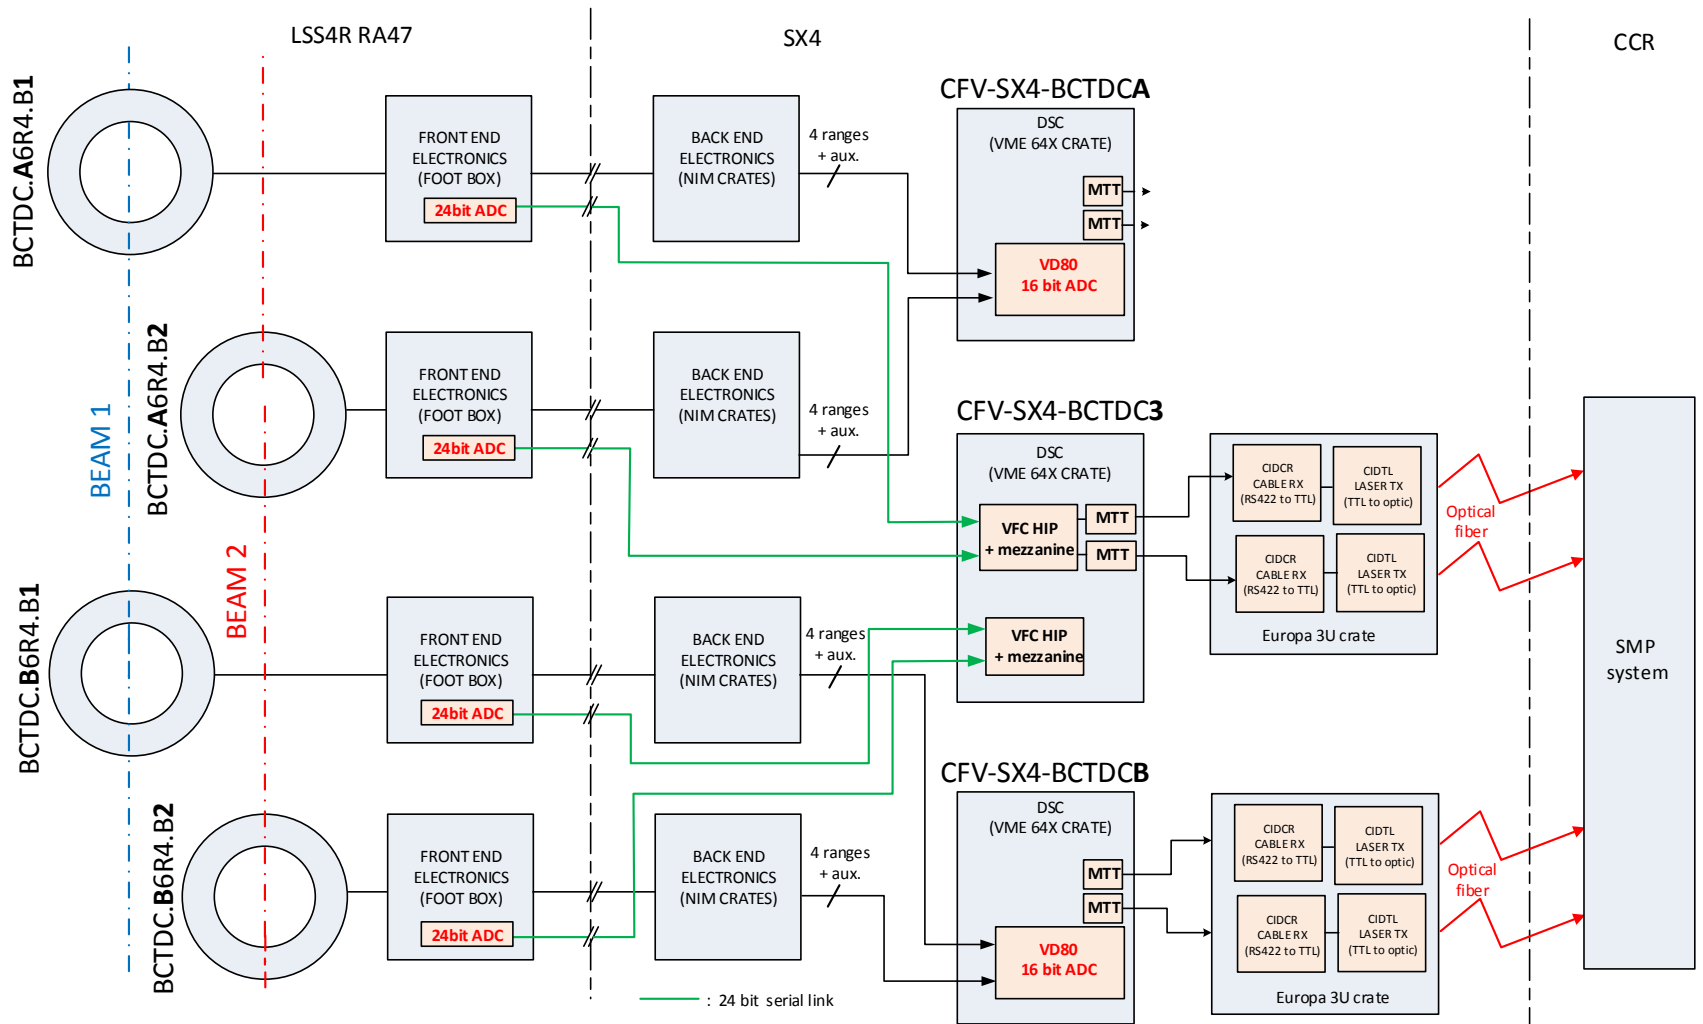 LSS4R RA47
SX4
CCR
BCTDC.A6R4.B1
BCTDC.A6R4.B2
BCTDC.B6R4.B1
BCTDC.B6R4.B2
BEAM 1
BEAM 2
FRONT END
ELECTRONICS
(FOOT BOX)
24bit ADC
BACK END
ELECTRONICS
(NIM CRATES)
4 ranges
+ aux.
CFV-SX4-BCTDCA
DSC
(VME 64X CRATE)
MTT
MTT
VD80
16 bit ADC
FRONT END
ELECTRONICS
(FOOT BOX)
24bit ADC
BACK END
ELECTRONICS
(NIM CRATES)
4 ranges
+ aux.
CFV-SX4-BCTDC3
DSC
(VME 64X CRATE)
VFC HIP
+ mezzanine
MTT
MTT
VFC HIP
+ mezzanine
CIDCR
CABLE RX
(RS422 to TTL)
CIDTL
LASER TX
(TTL to optic)
CIDCR
CABLE RX
(RS422 to TTL)
CIDTL
LASER TX
(TTL to optic)
Europa 3U crate
Optical
fiber
SMP
system
FRONT END
ELECTRONICS
(FOOT BOX)
24bit ADC
BACK END
ELECTRONICS
(NIM CRATES)
4 ranges
+ aux.
FRONT END
ELECTRONICS
(FOOT BOX)
24bit ADC
BACK END
ELECTRONICS
(NIM CRATES)
4 ranges
+ aux.
CFV-SX4-BCTDCB
DSC
(VME 64X CRATE)
MTT
MTT
VD80
16 bit ADC
CIDCR
CABLE RX
(RS422 to TTL)
CIDTL
LASER TX
(TTL to optic)
CIDCR
CABLE RX
(RS422 to TTL)
CIDTL
LASER TX
(TTL to optic)
Europa 3U crate
Optical
fiber
: 24 bit serial link